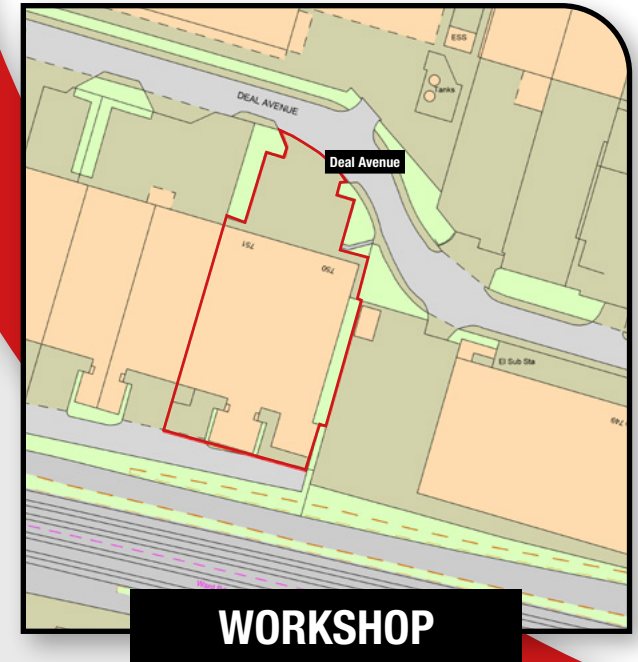 ESS
Tanks
DEAL AVENUE
Deal Avenue
751
750
El Sub Sta
749
WORKSHOP